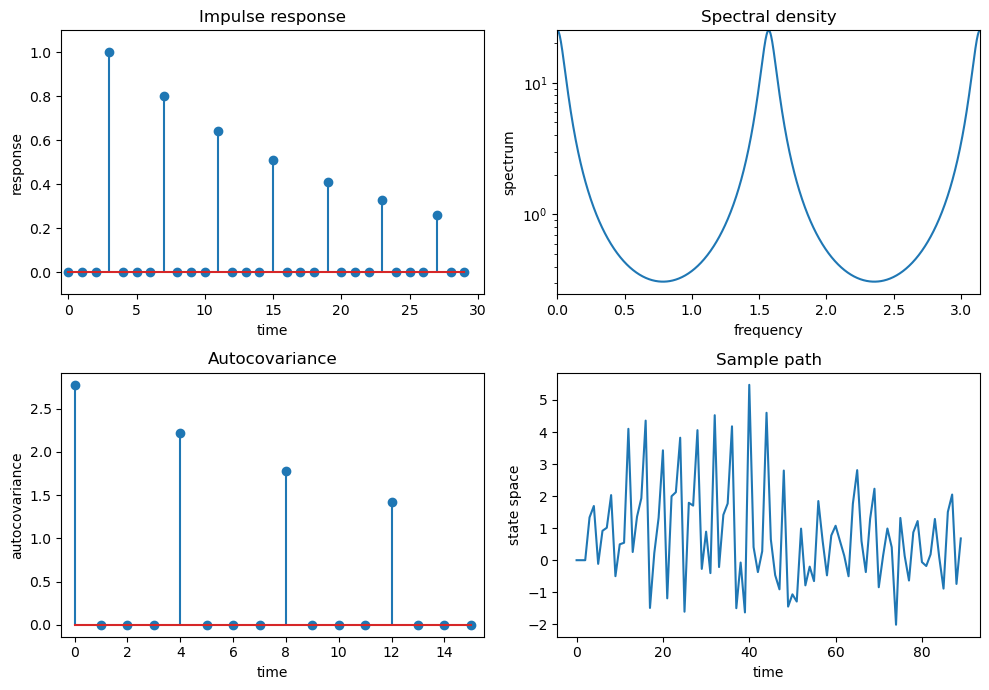 Impulse response
1.0
0.8
0.6
0.4
0.2
0.0
response
0 5 10 15 20 25 30
time
Spectral density
10¹
10⁰
spectrum
0.0 0.5 1.0 1.5 2.0 2.5 3.0
frequency
Autocovariance
2.5
2.0
1.5
1.0
0.5
0.0
autocovariance
0 2 4 6 8 10 12 14
time
Sample path
5
4
3
2
1
0
−1
−2
state space
0 20 40 60 80
time